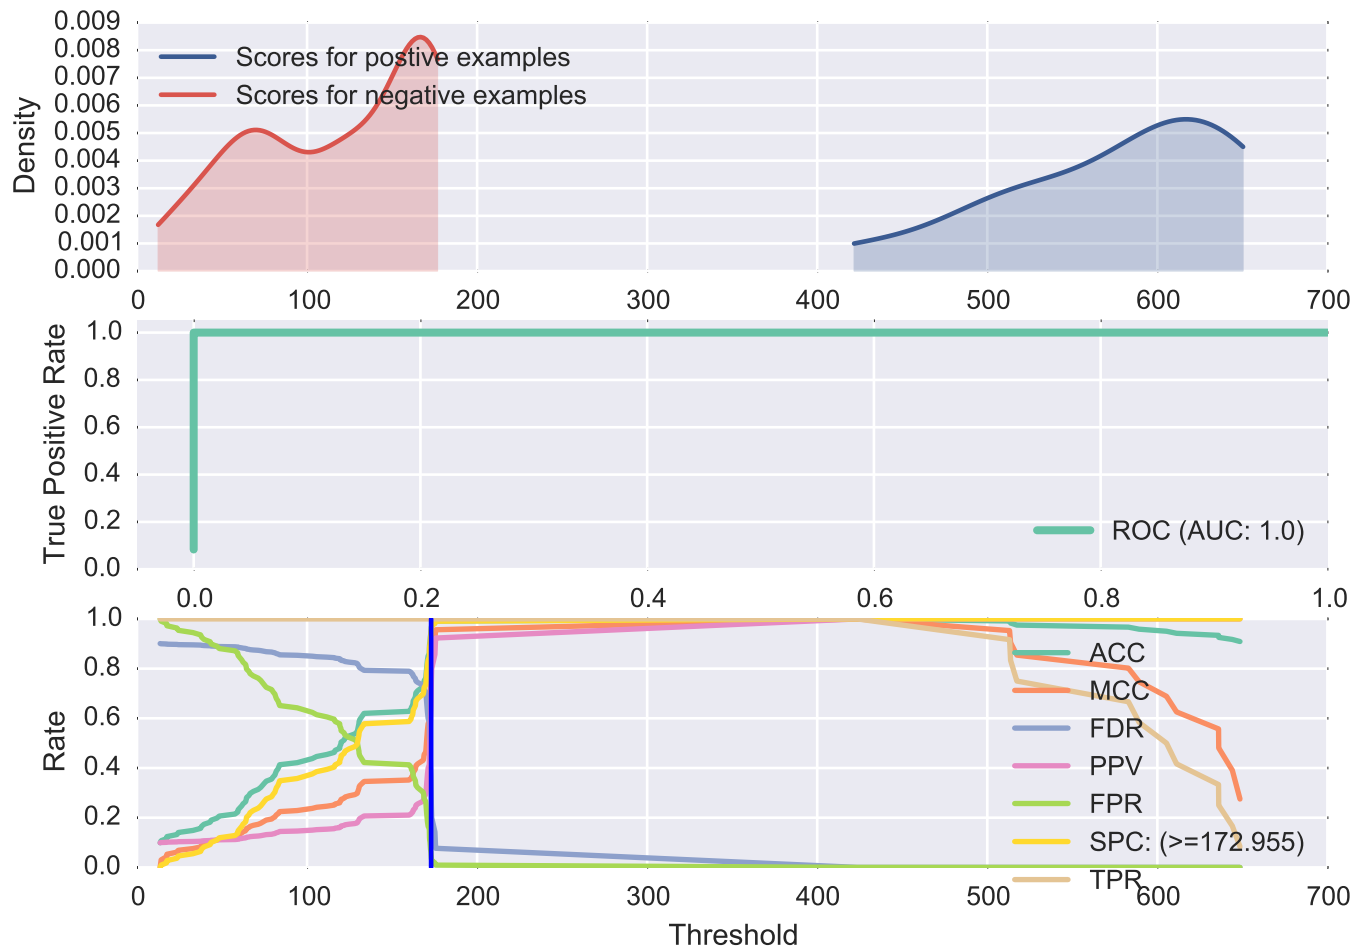 0.009
0.008
0.007
0.006
0.005
0.004
0.003
0.002
0.001
0.000
Density
Scores for postive examples
Scores for negative examples
0 100 200 300 400 500 600 700
1.0
0.8
0.6
0.4
0.2
0.0
True Positive Rate
ROC (AUC: 1.0)
0.0 0.2 0.4 0.6 0.8 1.0
1.0
0.8
0.6
0.4
0.2
0.0
Rate
ACC
MCC
FDR
PPV
FPR
SPC: (>=172.955)
TPR
0 100 200 300 400 500 600 700
Threshold